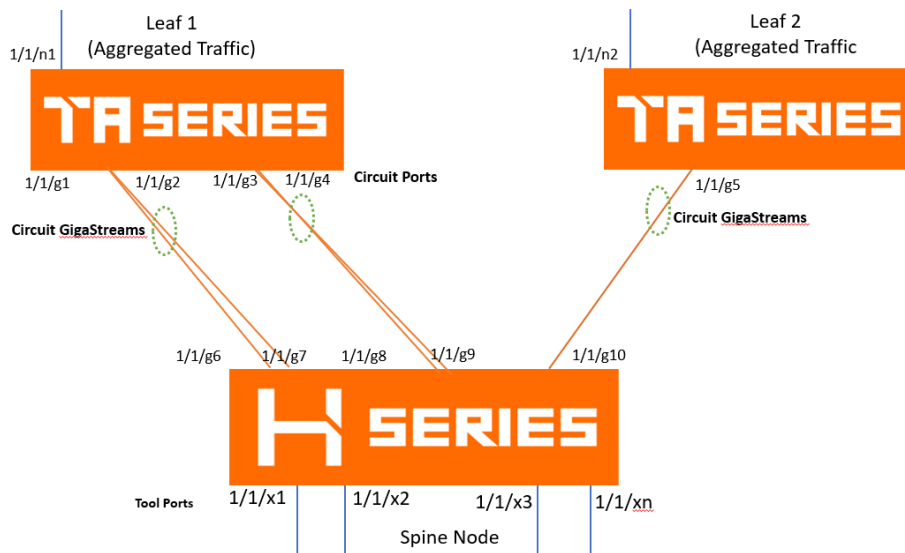 Leaf 1
(Aggregated Traffic)
Leaf 2
(Aggregated Traffic
1/1/n1
1/1/n2
TA SERIES
TA SERIES
1/1/g1
1/1/g2
1/1/g3
1/1/g4
Circuit Ports
1/1/g5
Circuit GigaStreams
Circuit GigaStreams
1/1/g6
1/1/g7
1/1/g8
1/1/g9
1/1/g10
H SERIES
Tool Ports
1/1/x1
1/1/x2
1/1/x3
1/1/xn
Spine Node